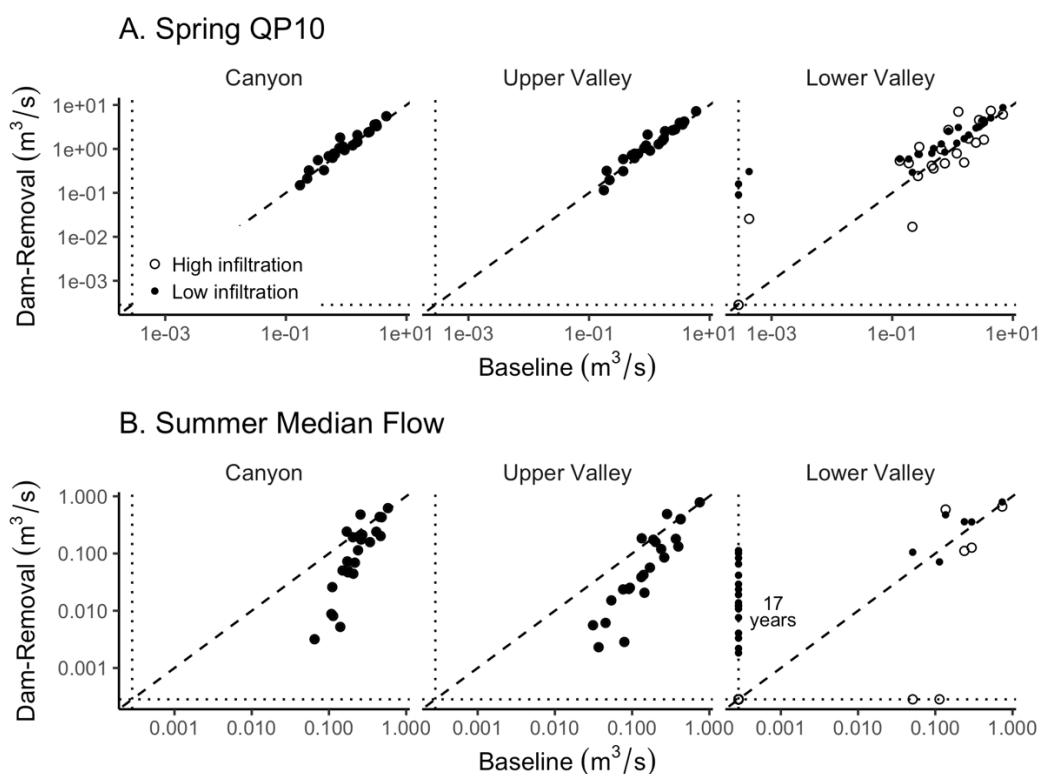 A. Spring QP10
Canyon Upper Valley Lower Valley
Dam-Removal (m³/s)
1e+01
1e+00
1e-01
1e-02
1e-03
High infiltration
Low infiltration
1e-03 1e-01 1e+01 1e-03 1e-01 1e+01 1e-03 1e-01 1e+01
Baseline (m³/s)
B. Summer Median Flow
Canyon Upper Valley Lower Valley
Dam-Removal (m³/s)
1.000
0.100
0.010
0.001
17
years
0.001 0.010 0.100 1.000 0.001 0.010 0.100 1.000 0.001 0.010 0.100 1.000
Baseline (m³/s)